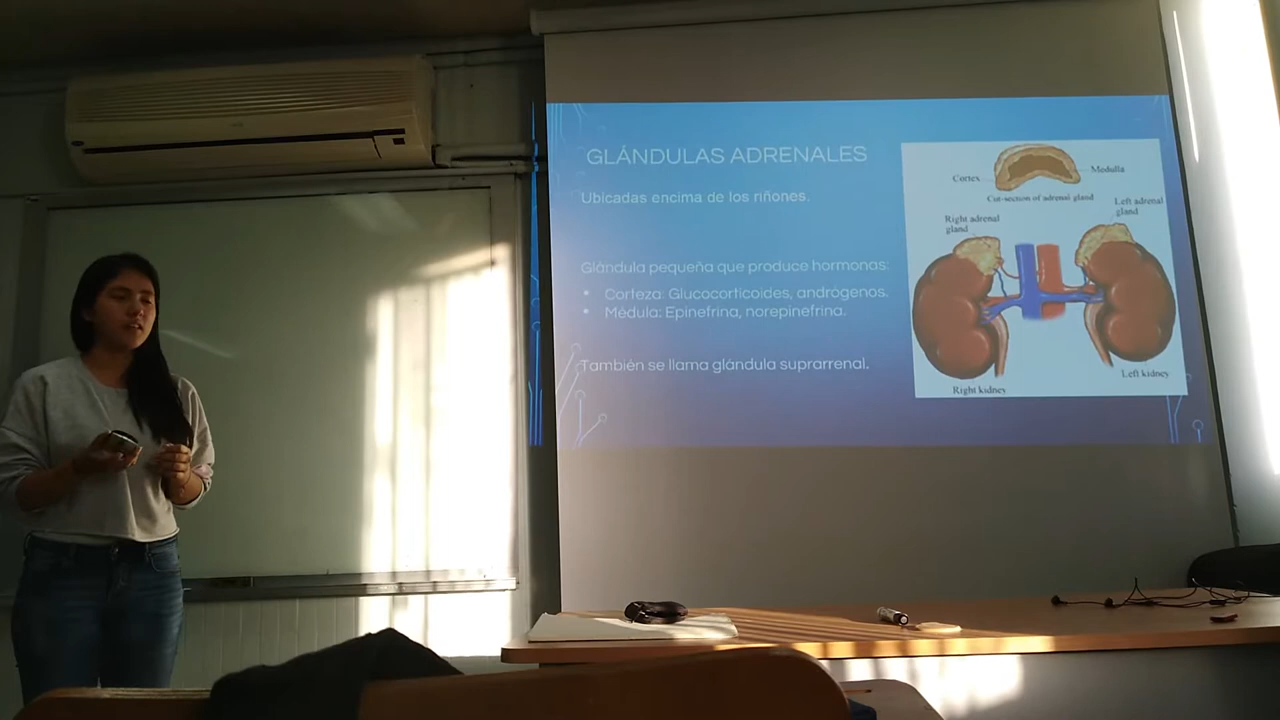 GLÁNDULAS ADRENALES
Ubicadas encima de los riñones.
Glándula pequeña que produce hormonas:
• Corteza: Glucocorticoides, andrógenos.
• Médula: Epinefrina, norepinefrina.
También se llama glándula suprarrenal.
Cortex
Medulla
Cut-section of adrenal gland
Right adrenal
gland
Left adrenal
gland
Right kidney
Left kidney